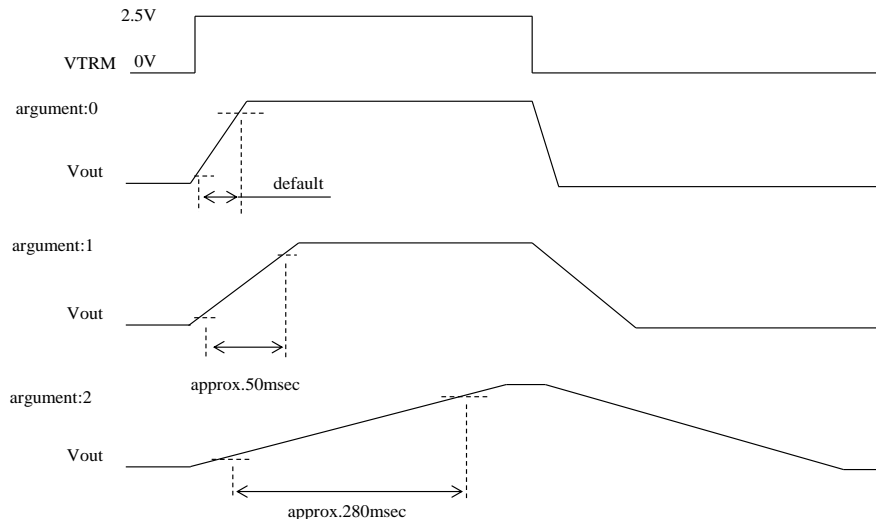 2.5V
VTRM 0V
argument:0
Vout
default
argument:1
Vout
approx.50msec
argument:2
Vout
approx.280msec